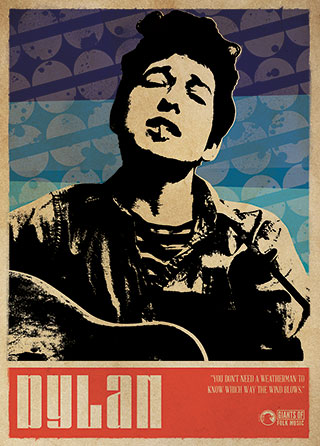 DYLAN
"YOU DON'T NEED A WEATHERMAN TO
KNOW WHICH WAY THE WIND BLOWS."
GIANTS OF
FOLK MUSIC